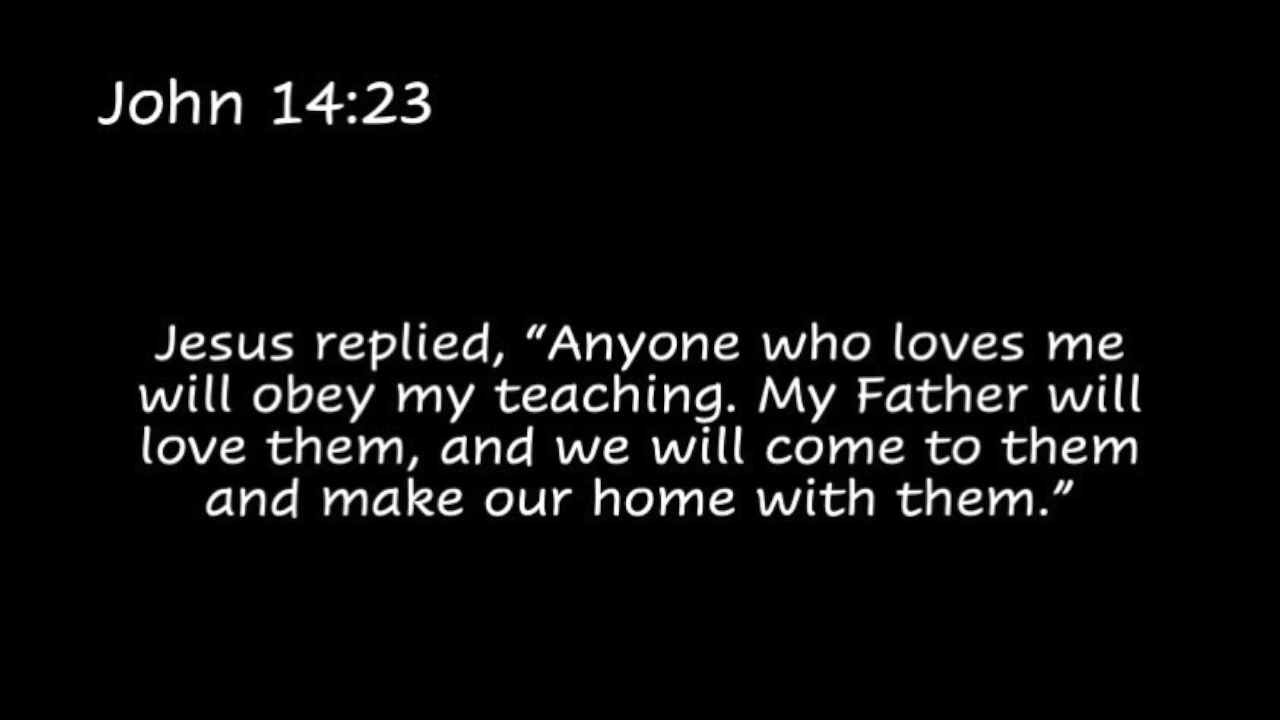 John 14:23
Jesus replied, “Anyone who loves me
will obey my teaching. My Father will
love them, and we will come to them
and make our home with them.”